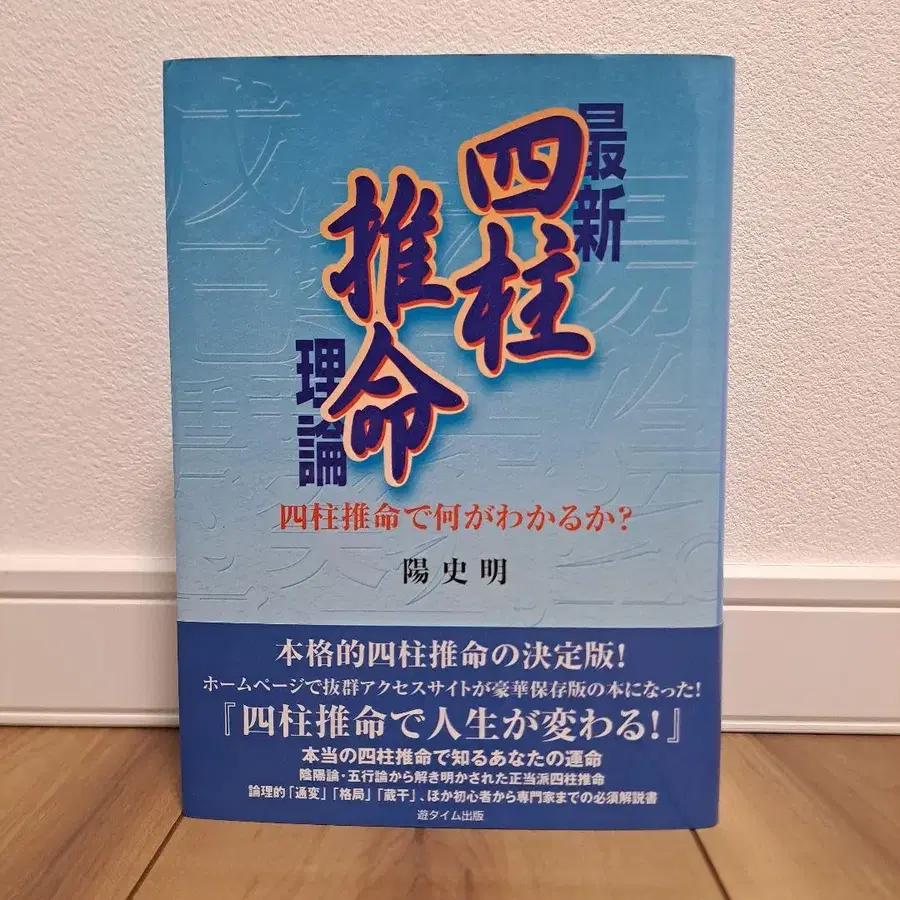 最新
四柱
推命
理論
四柱推命で何がわかるか?
陽史明
本格的四柱推命の決定版!
ホームページで抜群アクセスサイトが豪華保存版の本になった!
『四柱推命で人生が変わる!』
本当の四柱推命で知るあなたの運命
陰陽論・五行論から解き明かされた正当派四柱推命
論理的「通変」「格局」「蔵干」、ほか初心者から専門家までの必須解説書
遊タイム出版